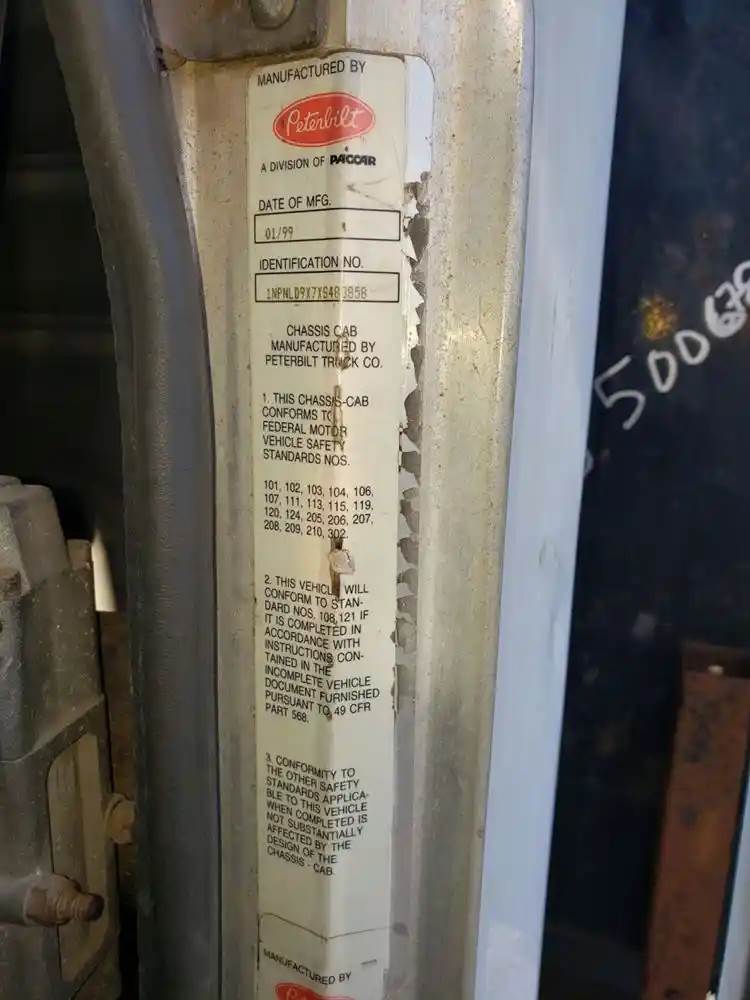 MANUFACTURED BY
Peterbilt
A DIVISION OF PACCAR
DATE OF MFG.
01/99
IDENTIFICATION NO.
CHASSIS CAB
MANUFACTURED BY
PETERBILT TRUCK CO.
1. THIS CHASSIS-CAB
CONFORMS TO
FEDERAL MOTOR
VEHICLE SAFETY
STANDARDS NOS.
101, 102, 103, 104, 106,
107, 111, 113, 115, 119,
120, 124, 205, 206, 207,
208, 209, 210, 302.
2. THIS VEHICLE WILL
CONFORM TO STAN-
DARD NOS. 108, 121 IF
IT IS COMPLETED IN
ACCORDANCE WITH
INSTRUCTIONS CON-
TAINED IN THE
INCOMPLETE VEHICLE
DOCUMENT FURNISHED
PURSUANT TO 49 CFR
PART 568.
3. CONFORMITY TO
THE OTHER SAFETY
STANDARDS APPLICA-
BLE TO THIS VEHICLE
WHEN COMPLETED IS
NOT SUBSTANTIALLY
AFFECTED BY THE
DESIGN OF THE
CHASSIS - CAB.
MANUFACTURED BY